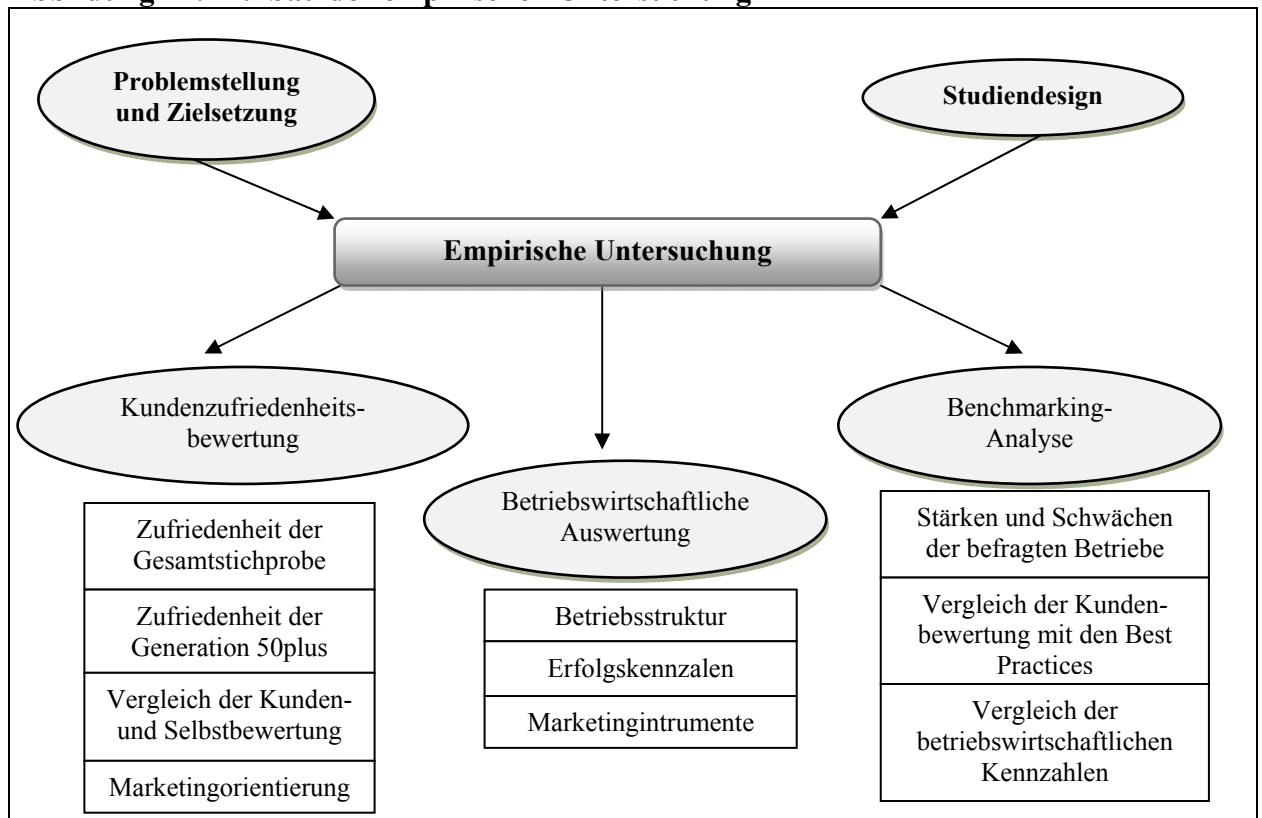 Problemstellung
und Zielsetzung
Studiendesign
Empirische Untersuchung
Kundenzufriedenheits-
bewertung
Zufriedenheit der
Gesamtstichprobe
Zufriedenheit der
Generation 50plus
Vergleich der Kunden-
und Selbstbewertung
Marketingorientierung
Betriebswirtschaftliche
Auswertung
Betriebsstruktur
Erfolgskennzalen
Marketingintrumente
Benchmarking-
Analyse
Stärken und Schwächen
der befragten Betriebe
Vergleich der Kunden-
bewertung mit den Best
Practices
Vergleich der
betriebswirtschaftlichen
Kennzahlen